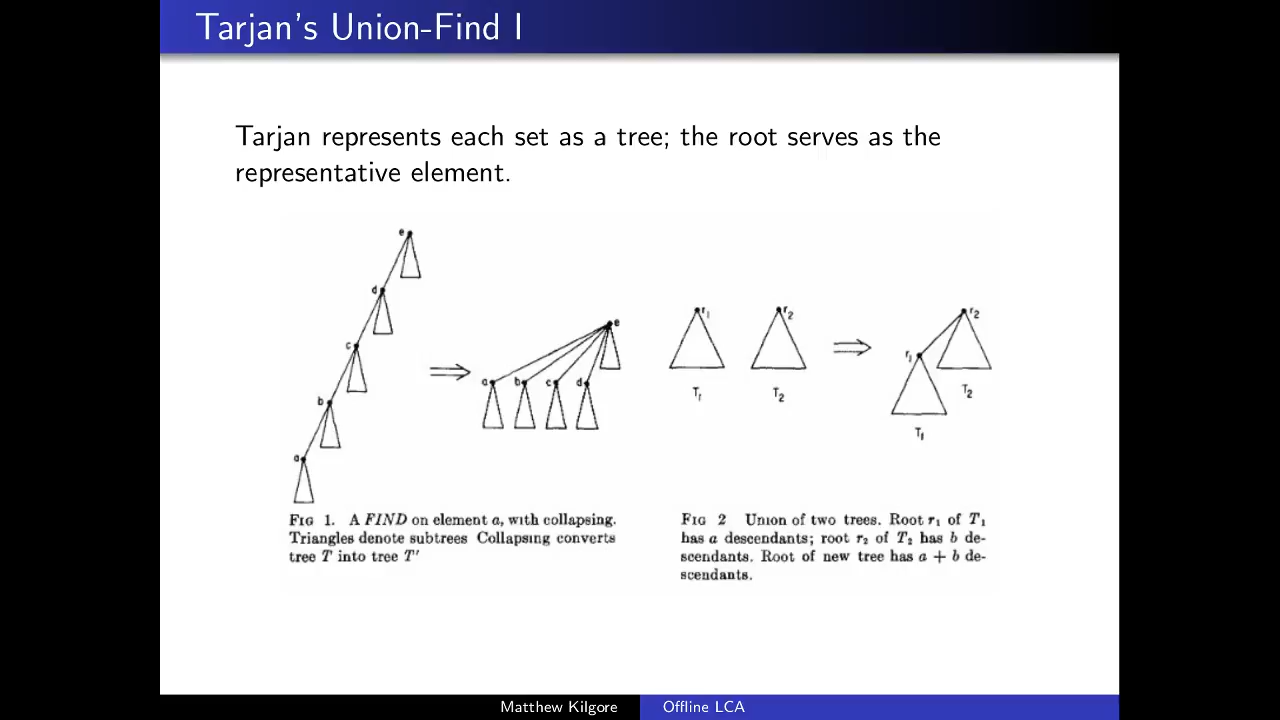 Tarjan's Union-Find I
Tarjan represents each set as a tree; the root serves as the
representative element.
e
d
c
b
a
e
a b c d
r1
T1
r2
T2
r2
r1
T2
T1
FIG 1. A FIND on element a, with collapsing.
Triangles denote subtrees Collapsing converts
tree T into tree T'
FIG 2 Union of two trees. Root r1 of T1
has a descendants; root r2 of T2 has b de-
scendants. Root of new tree has a + b de-
scendants.
Matthew Kilgore
Offline LCA